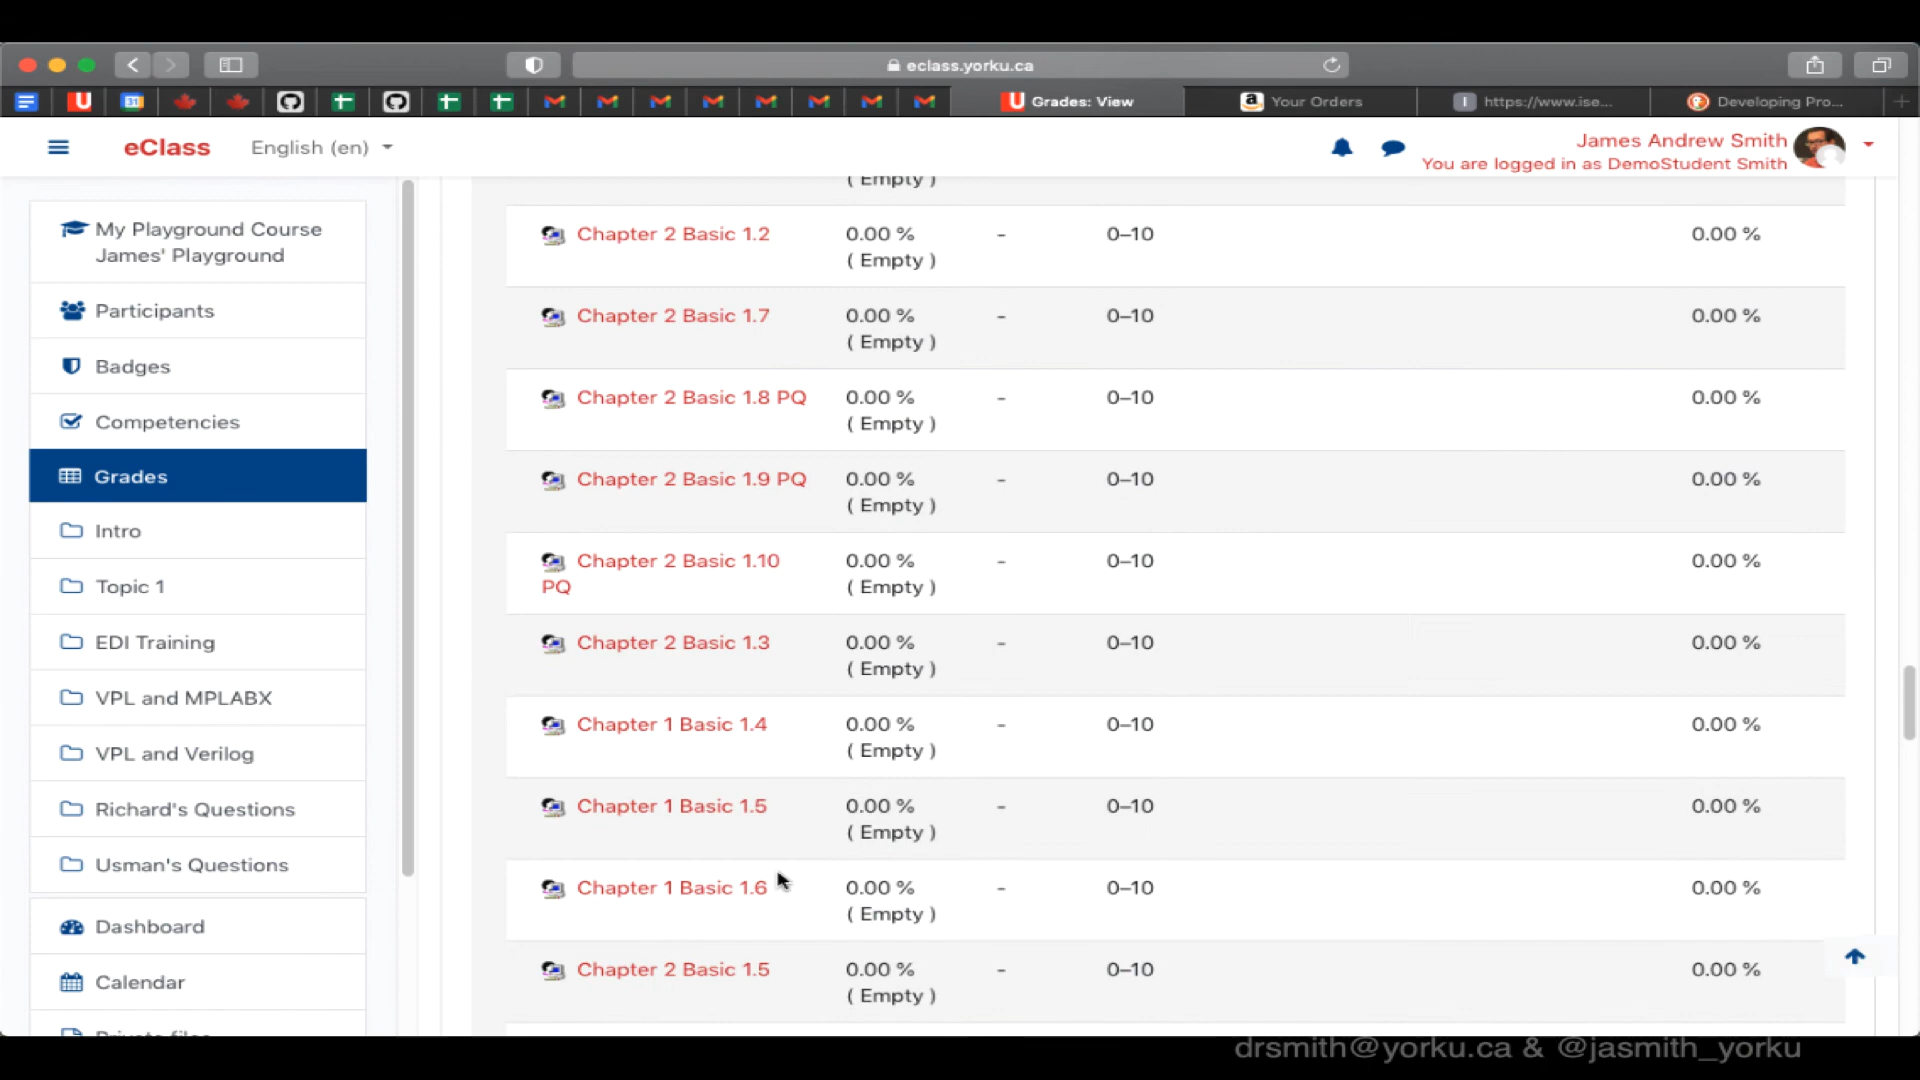 eclass.yorku.ca
31
U Grades: View
a Your Orders
I https://www.ise...
Developing Pro...
eClass
English (en)
James Andrew Smith
You are logged in as DemoStudent Smith
My Playground Course
James' Playground
Participants
Badges
Competencies
Grades
Intro
Topic 1
EDI Training
VPL and MPLABX
VPL and Verilog
Richard's Questions
Usman's Questions
Dashboard
Calendar
Private files
( Empty )
Chapter 2 Basic 1.2 0.00 % - 0–10 0.00 %
( Empty )
Chapter 2 Basic 1.7 0.00 % - 0–10 0.00 %
( Empty )
Chapter 2 Basic 1.8 PQ 0.00 % - 0–10 0.00 %
( Empty )
Chapter 2 Basic 1.9 PQ 0.00 % - 0–10 0.00 %
( Empty )
Chapter 2 Basic 1.10 0.00 % - 0–10 0.00 %
PQ ( Empty )
Chapter 2 Basic 1.3 0.00 % - 0–10 0.00 %
( Empty )
Chapter 1 Basic 1.4 0.00 % - 0–10 0.00 %
( Empty )
Chapter 1 Basic 1.5 0.00 % - 0–10 0.00 %
( Empty )
Chapter 1 Basic 1.6 0.00 % - 0–10 0.00 %
( Empty )
Chapter 2 Basic 1.5 0.00 % - 0–10 0.00 %
( Empty )
drsmith@yorku.ca & @jasmith_yorku